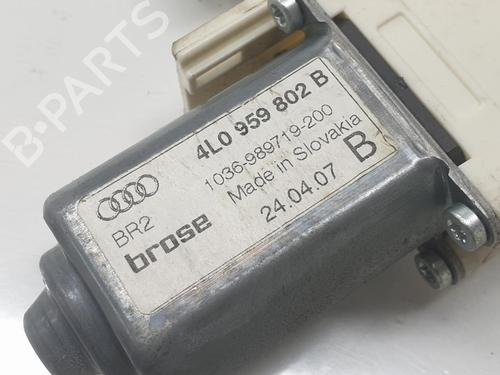 B-PARTS
4L0 959 802 B
1036-989719-200
Made in Slovakia
24.04.07 B
BR2
brose